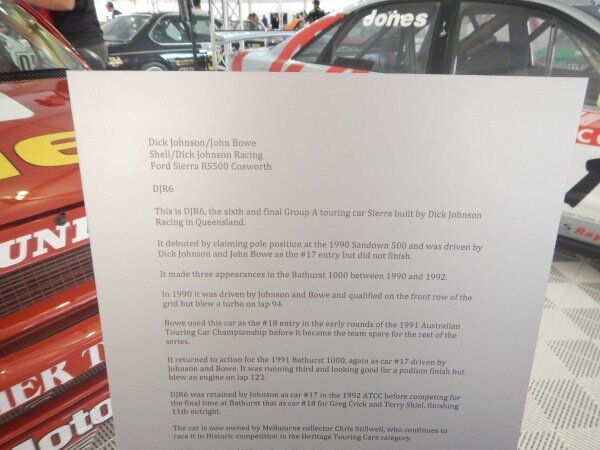 Jones
Dick Johnson/John Bowe
Shell/Dick Johnson Racing
Ford Sierra RS500 Cosworth
DJR6
This is DJR6, the sixth and final Group A touring car Sierra built by Dick Johnson
Racing in Queensland.
It debuted by claiming pole position at the 1990 Sandown 500 and was driven by
Dick Johnson and John Bowe as the #17 entry but did not finish.
It made three appearances in the Bathurst 1000 between 1990 and 1992.
In 1990 it was driven by Johnson and Bowe and qualified on the front row of the
grid but blew a turbo on lap 94.
Bowe used this car as the #18 entry in the early rounds of the 1991 Australian
Touring Car Championship before it became the team spare for the rest of the
series.
It returned to action for the 1991 Bathurst 1000, again as car #17 driven by
Johnson and Bowe. It was running third and looking good for a podium finish but
blew an engine on lap 123.
DJR6 was retained by Johnson as car #17 in the 1992 ATCC before competing for
the final time at Bathurst that as car #18 for Greg Crick and Terry Shiel, finishing
11th outright.
The car is now owned by Melbourne collector Chris Stillwell, who continues to
race it in Historic competition in the Heritage Touring Cars category.